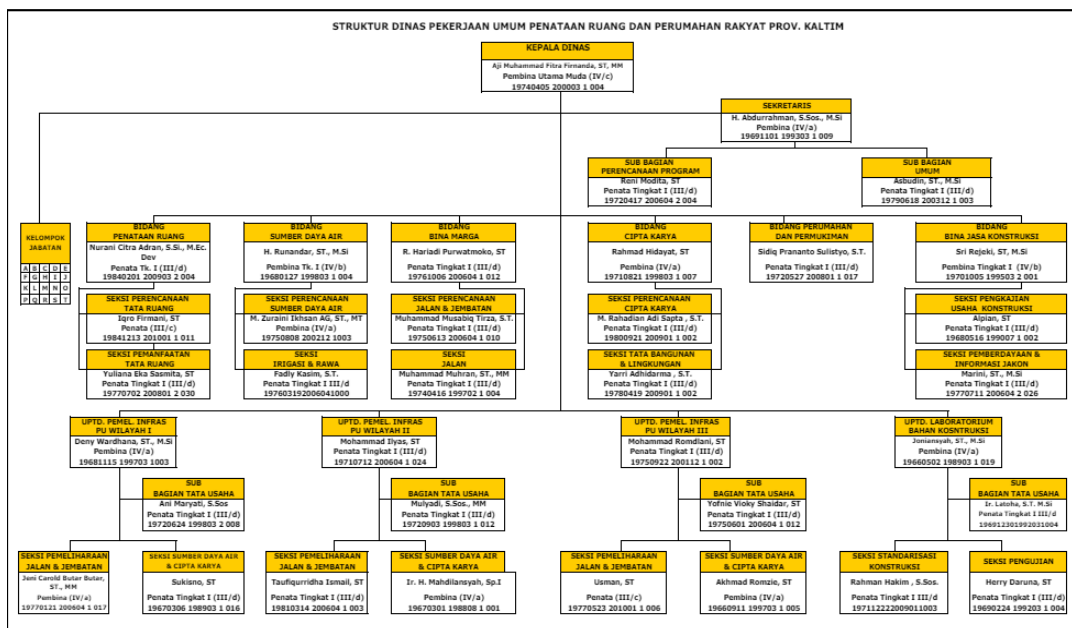 STRUKTUR DINAS PEKERJAAN UMUM PENATAAN RUANG DAN PERUMAHAN RAKYAT PROV. KALTIM
KEPALA DINAS
Aji Muhammad Fitra Firnanda, ST, MM
Pembina Utama Muda (IV/c)
19740405 200003 1 004
SEKRETARIS
H. Abdurrahman, S.Sos., M.Si
Pembina (IV/a)
19691101 199303 1 009
SUB BAGIAN
PERENCANAAN PROGRAM
Reni Modita, ST
Penata Tingkat I (III/d)
19720417 200604 2 004
SUB BAGIAN
UMUM
Asbudin, ST., M.Si
Penata Tingkat I (III/d)
19790618 200312 1 003
KELOMPOK
JABATAN
A B C D E
F G H I J
K L M N O
P Q R S T
BIDANG
PENATAAN RUANG
Nurani Citra Adran, S.Si., M.Ec.
Dev
Penata Tk. I (III/d)
19840201 200903 2 004
BIDANG
SUMBER DAYA AIR
H. Runandar, ST., M.Si
Pembina Tk. I (IV/b)
19680127 199803 1 004
BIDANG
BINA MARGA
R. Hariadi Purwatmoko, ST
Penata Tingkat I (III/d)
19761006 200604 1 012
BIDANG
CIPTA KARYA
Rahmad Hidayat, ST
Penata Tingkat I (III/d)
19710821 199803 1 007
BIDANG PERUMAHAN
DAN PERMUKIMAN
Sidiq Prananto Sulistyo, S.T.
Penata Tingkat I (III/d)
19720527 200801 1 017
BIDANG
BINA JASA KONSTRUKSI
Sri Rejeki, ST, M.Si
Pembina Tingkat I (IV/b)
19701005 199503 2 001
SEKSI PERENCANAAN
TATA RUANG
Iqro Firmani, ST
Penata (III/c)
19841213 201001 1 011
SEKSI PERENCANAAN
SUMBER DAYA AIR
M. Zuraini Ikhsan AG, ST., MT
Pembina (IV/a)
19750808 200212 1003
SEKSI PERENCANAAN
JALAN & JEMBATAN
Muhammad Musabiq Tirza, S.T.
Penata Tingkat I (III/d)
19750613 200604 1 010
SEKSI PERENCANAAN
CIPTA KARYA
M. Rahadian Adi Sapta , S.T.
Penata Tingkat I (III/d)
19800921 200901 1 002
SEKSI PENGKAJIAN
USAHA KONSTRUKSI
Alpian, ST
Penata Tingkat I (III/d)
19680516 199007 1 002
SEKSI PEMANFAATAN
TATA RUANG
Yuliana Eka Sasmita, ST
Penata Tingkat I (III/d)
19770702 200801 2 030
SEKSI
IRIGASI & RAWA
Fadly Kasim, S.T.
Penata Tingkat I III/d
197603192006041000
SEKSI
JALAN
Muhammad Muhran, ST., MM
Penata Tingkat I (III/d)
19740416 199702 1 004
SEKSI TATA BANGUNAN
& LINGKUNGAN
Yarri Adhidarma , S.T.
Penata Tingkat I (III/d)
19780419 200901 1 002
SEKSI PEMBERDAYAAN &
INFORMASI JAKON
Marini, ST., M.Si
Penata Tingkat I (III/d)
19770711 200694 2 026
UPTD. PEMEL. INFRAS
PU WILAYAH I
Deny Wardhana, ST., M.Si
Pembina (IV/a)
19681115 199703 1003
UPTD. PEMEL. INFRAS
PU WILAYAH II
Mohammad Ilyas, ST
Penata Tingkat I (III/d)
19710712 200604 1 024
UPTD. PEMEL. INFRAS
PU WILAYAH III
Mohammad Romdlani, ST
Penata Tingkat I (III/d)
19750922 200112 1 002
UPTD. LABORATORIUM
BAHAN KOSNTRUKSI
Joniansyah, ST., M.Si
Pembina (IV/a)
19660502 198903 1 019
SUB
BAGIAN TATA USAHA
Ani Maryati, S.Sos
Penata Tingkat I (III/d)
19720624 199803 2 008
SUB
BAGIAN TATA USAHA
Mulyadi, S.Sos., MM
Penata Tingkat I (III/d)
19720903 199803 1 012
SUB
BAGIAN TATA USAHA
Yofnie Vioky Shaidar, ST
Penata Tingkat I (III/d)
19750601 200604 1 012
SUB
BAGIAN TATA USAHA
Ir. Latoha, S.T. M.Si
Penata Tingkat I III/d
196912301992031004
SEKSI PEMELIHARAAN
JALAN & JEMBATAN
Jeni Carold Butar Butar,
ST., MM
Pembina (IV/a)
19770121 200604 1 017
SEKSI SUMBER DAYA AIR
& CIPTA KARYA
Sukisno, ST
Penata Tingkat I (III/d)
19670306 198903 1 016
SEKSI PEMELIHARAAN
JALAN & JEMBATAN
Taufiqurridha Ismail, ST
Penata Tingkat I (III/d)
19810314 200604 1 003
SEKSI SUMBER DAYA AIR
& CIPTA KARYA
Ir. H. Mahdilansyah, Sp.I
Pembina (IV/a)
19670301 198808 1 001
SEKSI PEMELIHARAAN
JALAN & JEMBATAN
Usman, ST
Penata (III/c)
19770523 201001 1 006
SEKSI SUMBER DAYA AIR
& CIPTA KARYA
Akhmad Romzie, ST
Pembina (IV/a)
19660911 199703 1 005
SEKSI STANDARISASI
KONSTRUKSI
Rahman Hakim , S.Sos.
Penata Tingkat I III/d
1971122222009011003
SEKSI PENGUJIAN
Herry Daruna, ST
Penata Tingkat I (III/d)
19690224 199203 1 004